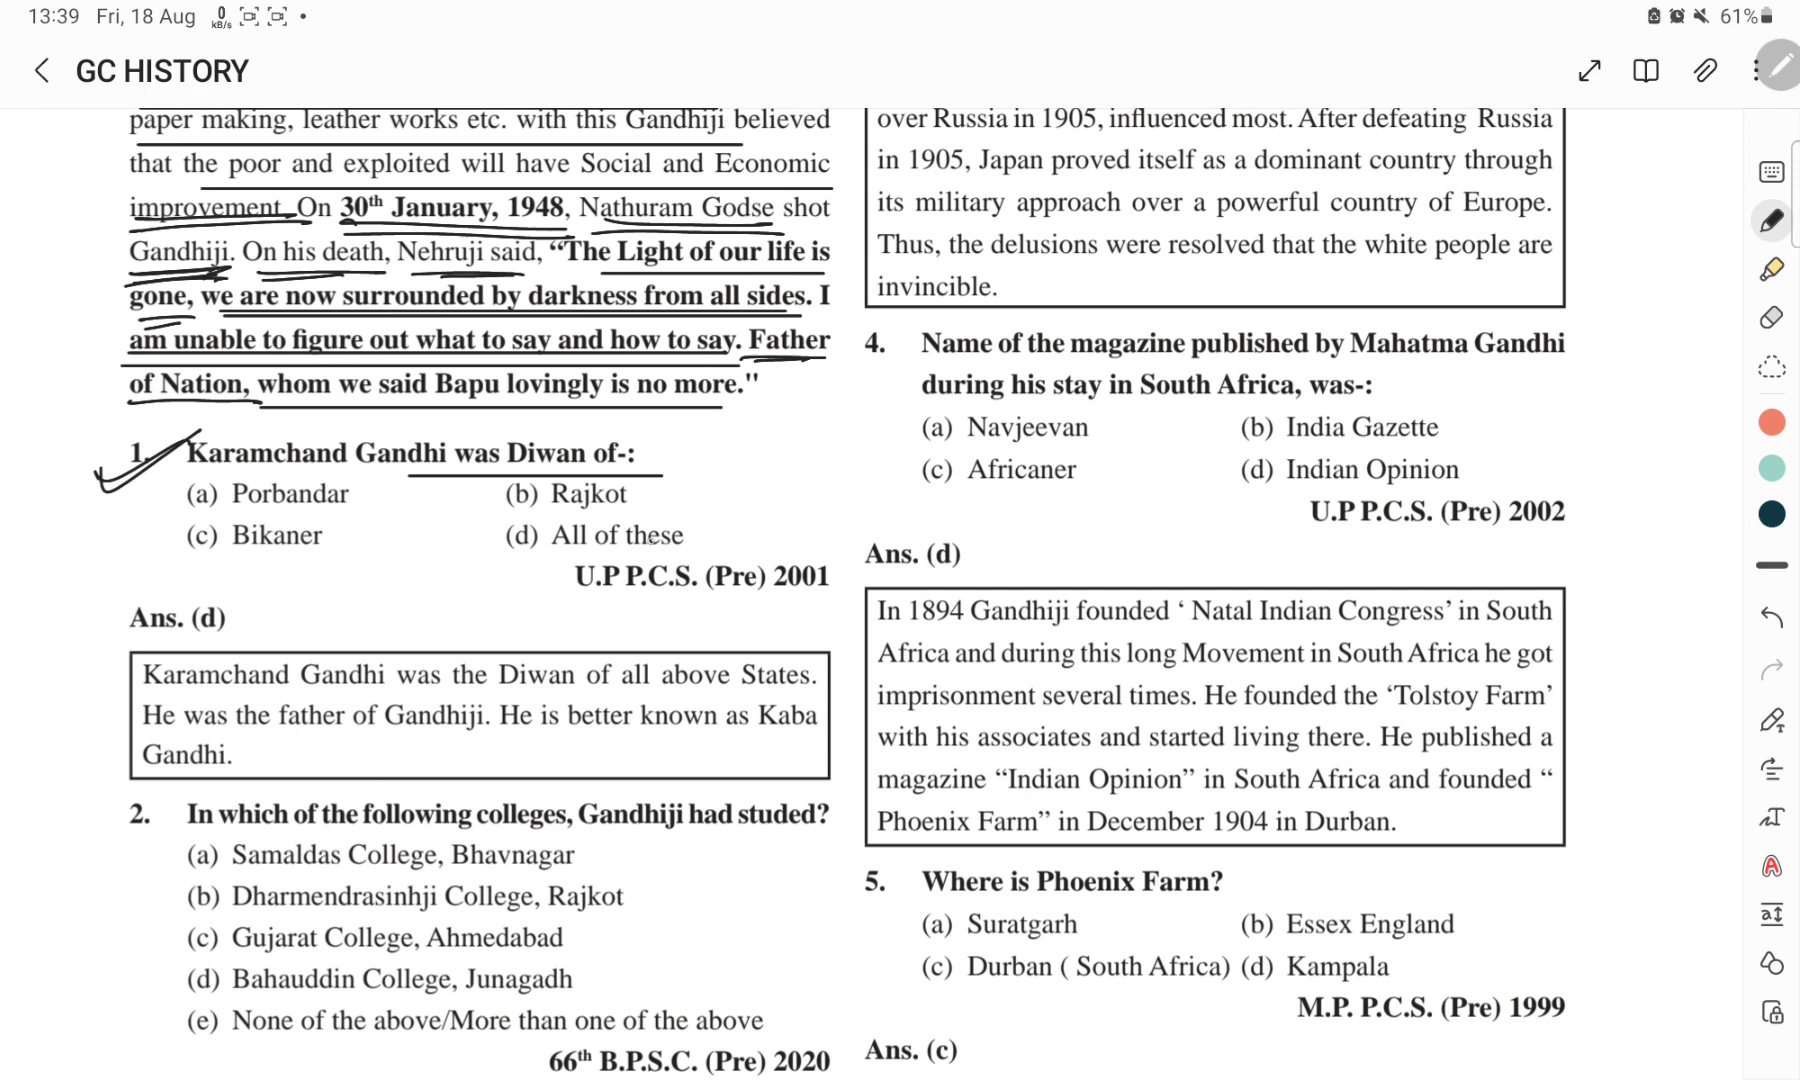 13:39 Fri, 18 Aug 0 kB/s 61%
GC HISTORY
paper making, leather works etc. with this Gandhiji believed
that the poor and exploited will have Social and Economic
improvement. On 30th January, 1948, Nathuram Godse shot
Gandhiji. On his death, Nehruji said, “The Light of our life is
gone, we are now surrounded by darkness from all sides. I
am unable to figure out what to say and how to say. Father
of Nation, whom we said Bapu lovingly is no more."
1. Karamchand Gandhi was Diwan of-:
(a) Porbandar (b) Rajkot
(c) Bikaner (d) All of these
U.P P.C.S. (Pre) 2001
Ans. (d)
Karamchand Gandhi was the Diwan of all above States.
He was the father of Gandhiji. He is better known as Kaba
Gandhi.
2. In which of the following colleges, Gandhiji had studed?
(a) Samaldas College, Bhavnagar
(b) Dharmendrasinhji College, Rajkot
(c) Gujarat College, Ahmedabad
(d) Bahauddin College, Junagadh
(e) None of the above/More than one of the above
66th B.P.S.C. (Pre) 2020
over Russia in 1905, influenced most. After defeating Russia
in 1905, Japan proved itself as a dominant country through
its military approach over a powerful country of Europe.
Thus, the delusions were resolved that the white people are
invincible.
4. Name of the magazine published by Mahatma Gandhi
during his stay in South Africa, was-:
(a) Navjeevan (b) India Gazette
(c) Africaner (d) Indian Opinion
U.P P.C.S. (Pre) 2002
Ans. (d)
In 1894 Gandhiji founded ‘ Natal Indian Congress’ in South
Africa and during this long Movement in South Africa he got
imprisonment several times. He founded the ‘Tolstoy Farm’
with his associates and started living there. He published a
magazine “Indian Opinion” in South Africa and founded “
Phoenix Farm” in December 1904 in Durban.
5. Where is Phoenix Farm?
(a) Suratgarh (b) Essex England
(c) Durban ( South Africa) (d) Kampala
M.P. P.C.S. (Pre) 1999
Ans. (c)